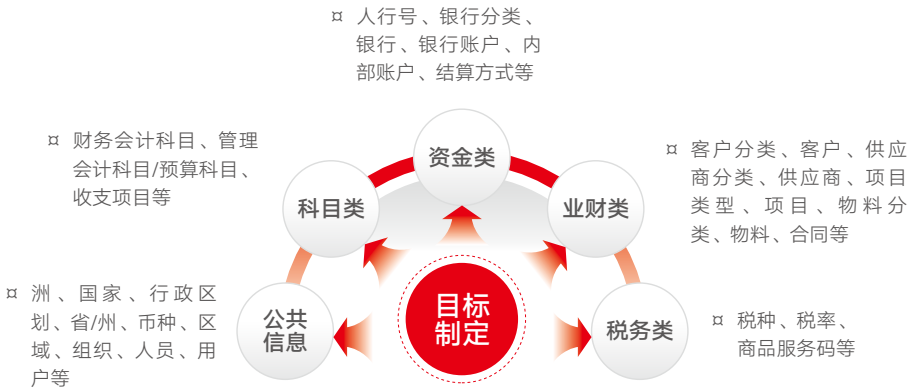 ¤ 人行号、银行分类、
银行、银行账户、内
部账户、结算方式等
¤ 财务会计科目、管理
会计科目/预算科目、
收支项目等
资金类
¤ 客户分类、客户、供应
商分类、供应商、项目
类型、项目、物料分
类、物料、合同等
科目类
业财类
¤ 洲、国家、行政区
划、省/州、币种、区
域、组织、人员、用
户等
公共
信息
目标
制定
税务类
¤ 税种、税率、
商品服务码等